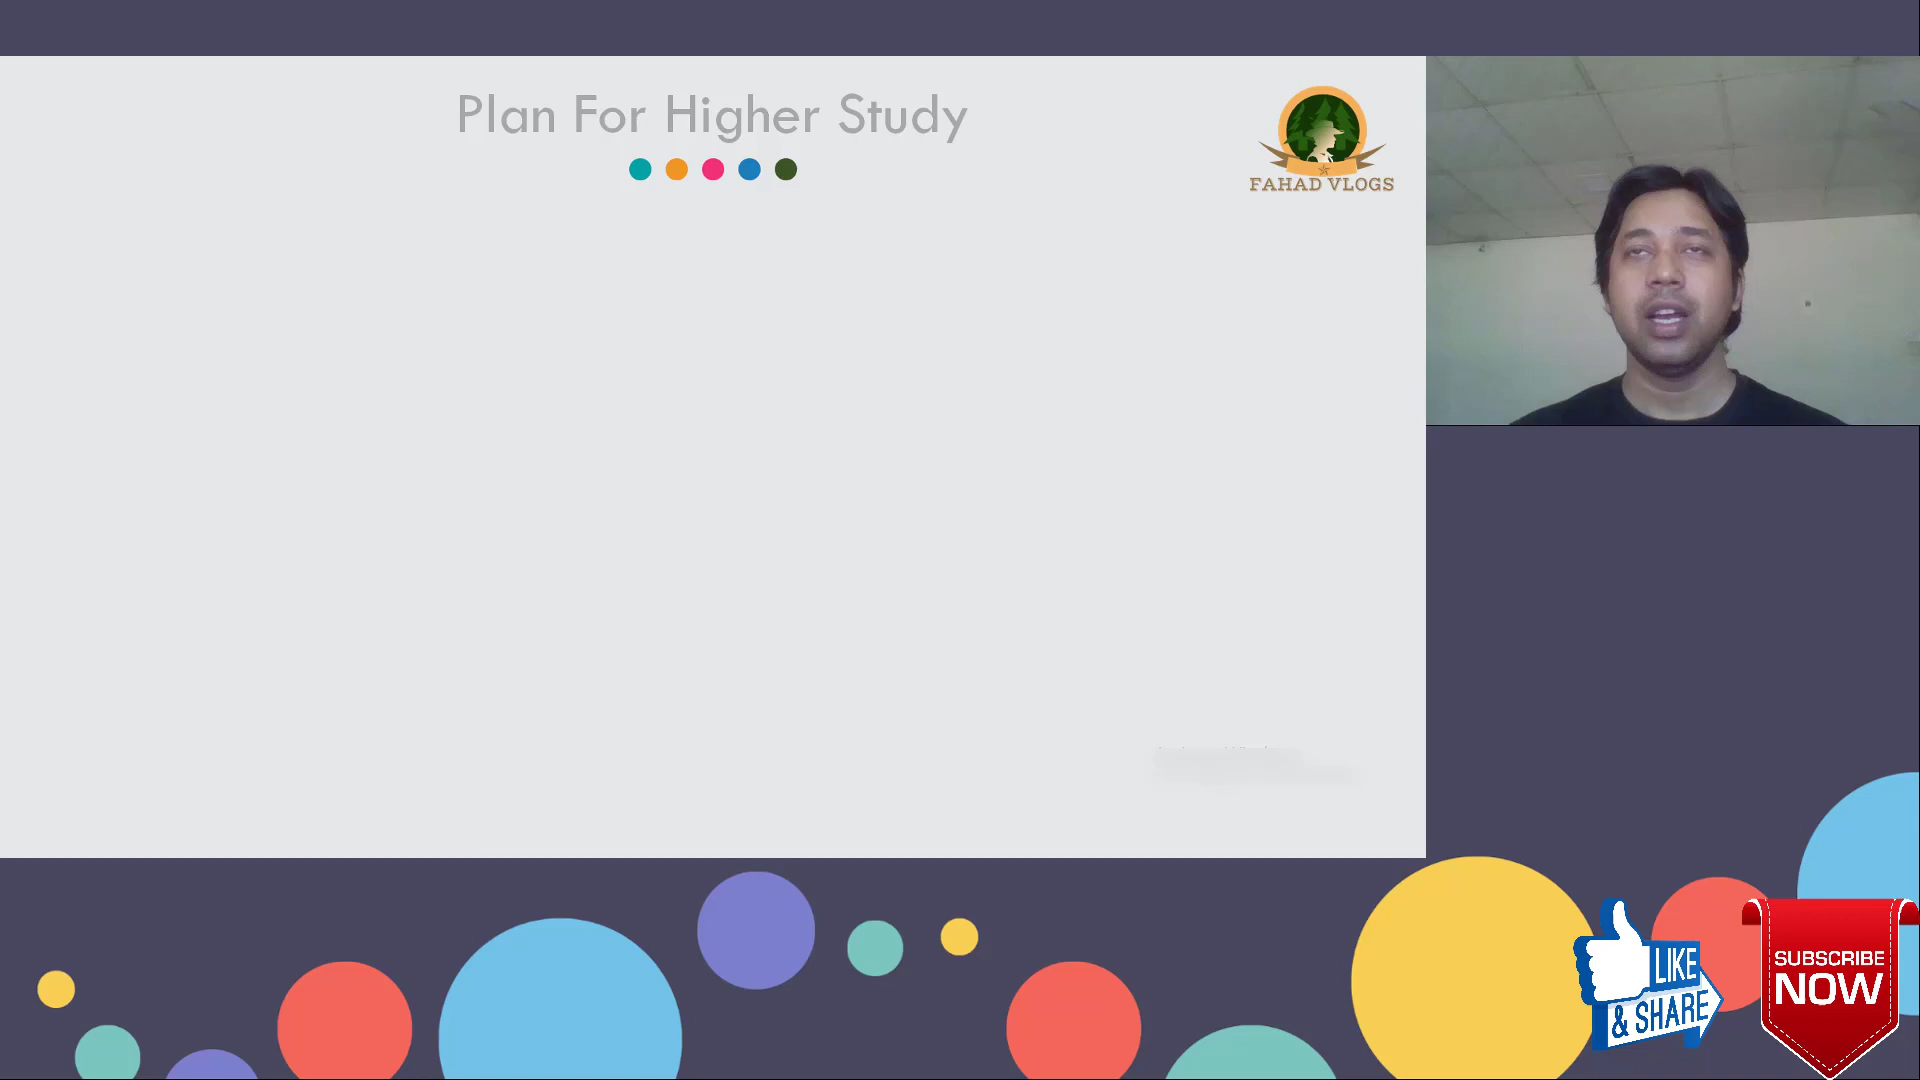 Plan For Higher Study
FAHAD VLOGS
LIKE
& SHARE
SUBSCRIBE
NOW